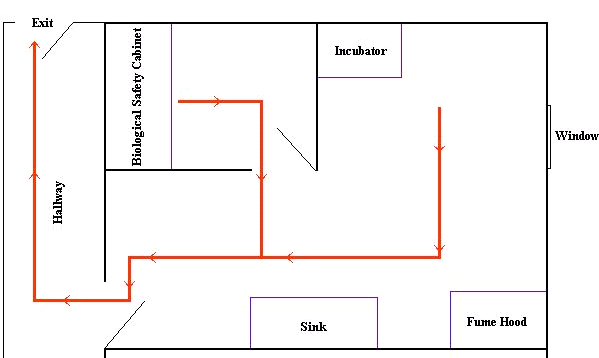 Exit
Biological Safety Cabinet
Incubator
Window
Hallway
Sink
Fume Hood